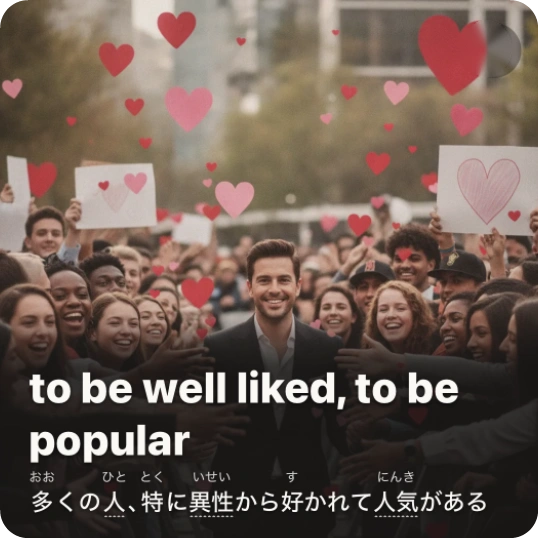 to be well liked, to be
popular
おお ひと とく いせい す にんき
多くの人、特に異性から好かれて人気がある